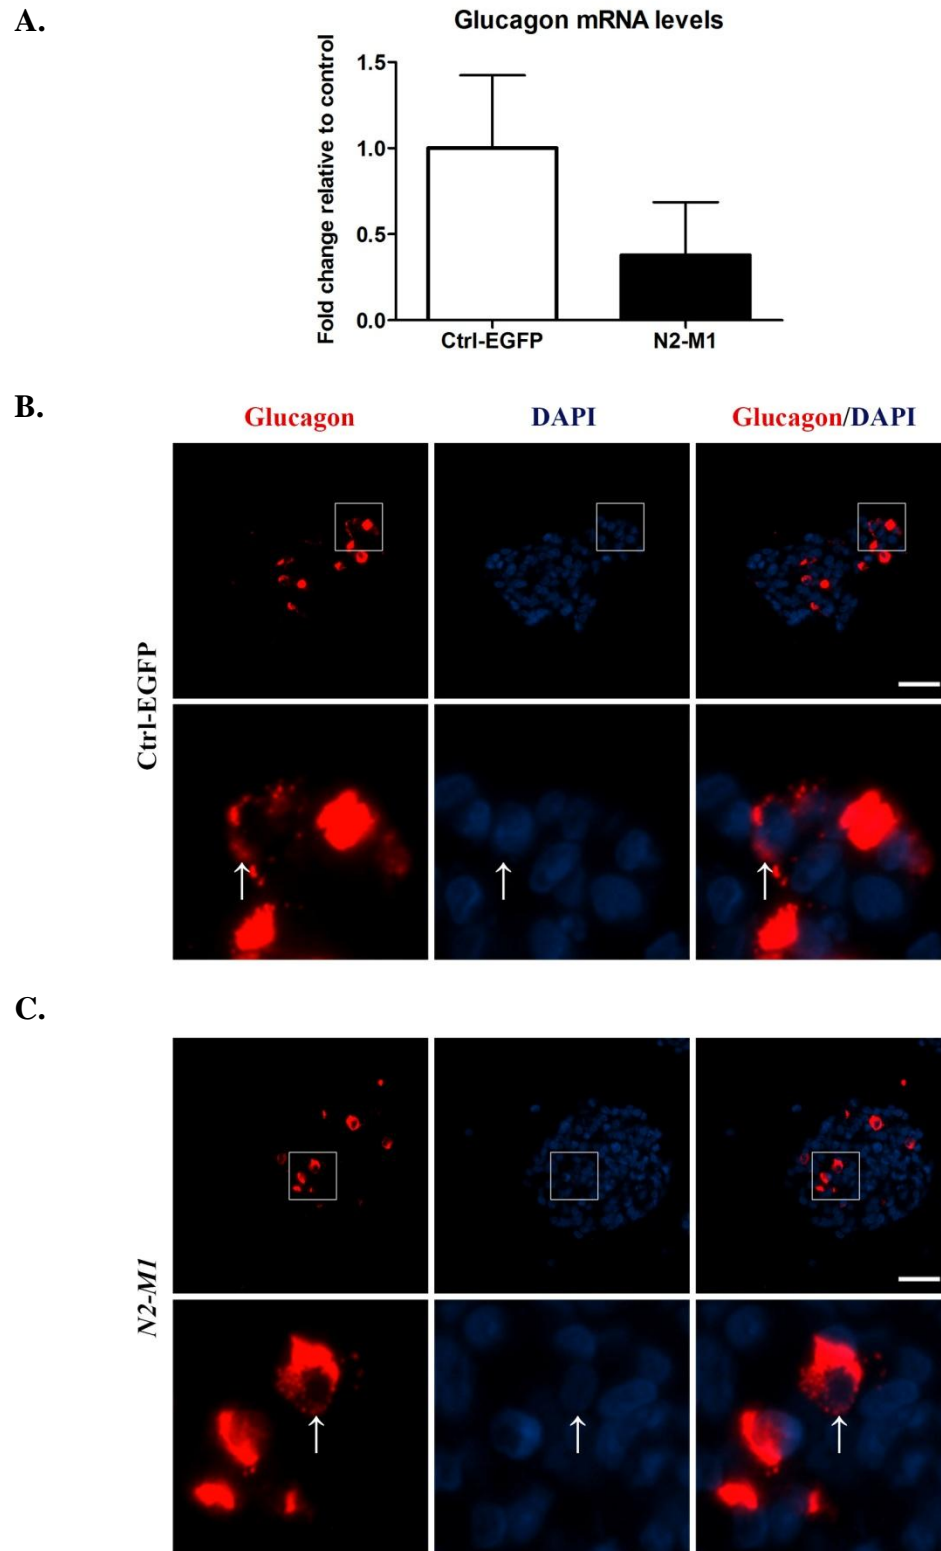 A.
Glucagon mRNA levels
Fold change relative to control
1.5
1.0
0.5
0.0
Ctrl-EGFP
N2-M1
B.
Glucagon
DAPI
Glucagon/DAPI
Ctrl-EGFP
C.
N2-M1